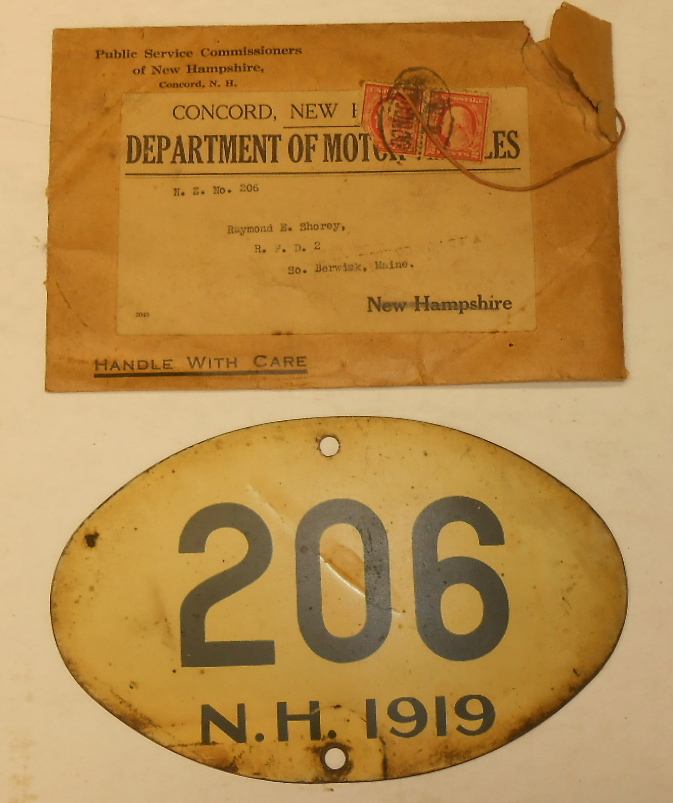 Public Service Commissioners
of New Hampshire,
Concord, N. H.
CONCORD, NEW
DEPARTMENT OF MOTOR
N. Z. No. 206
Raymond E. Shorey,
R. F. D. 2
So. Berwick, Maine.
New Hampshire
HANDLE WITH CARE
206
N.H. 1919